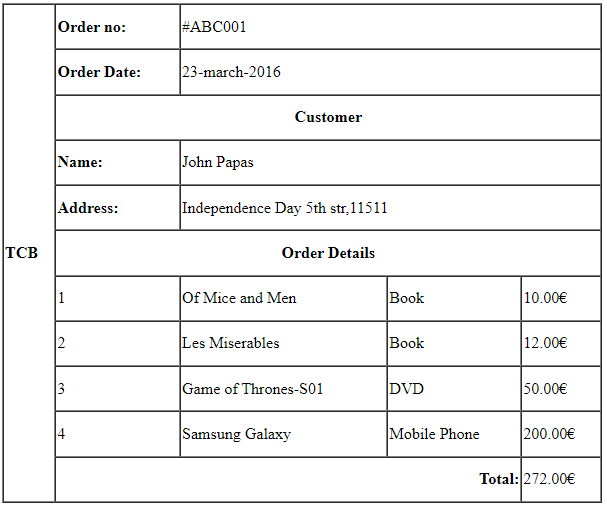 Order no: #ABC001
Order Date: 23-march-2016
Customer
Name: John Papas
Address: Independence Day 5th str,11511
TCB
Order Details
1 Of Mice and Men Book 10.00€
2 Les Miserables Book 12.00€
3 Game of Thrones-S01 DVD 50.00€
4 Samsung Galaxy Mobile Phone 200.00€
Total: 272.00€